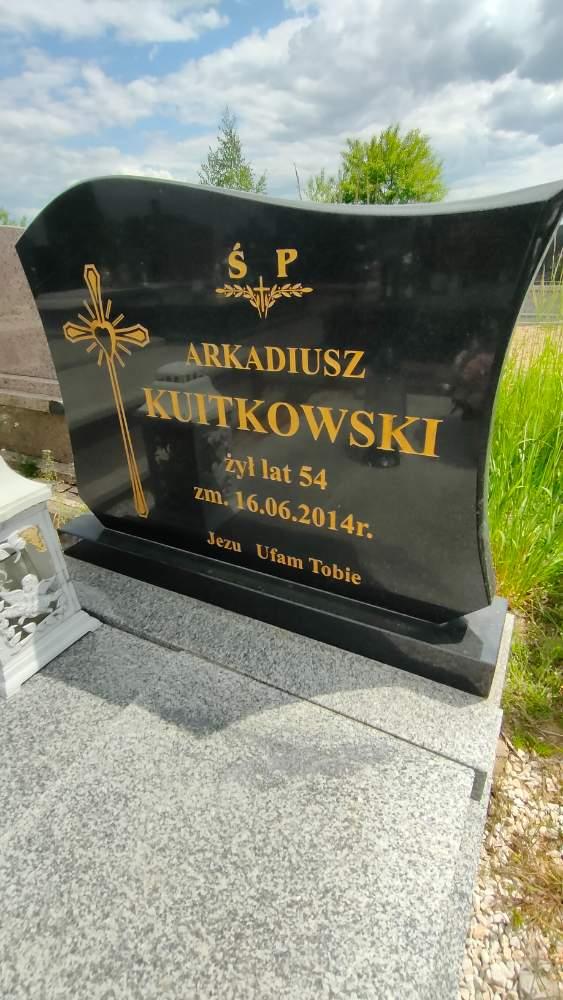 Ś P
ARKADIUSZ
KUITKOWSKI
żył lat 54
zm. 16.06.2014r.
Jezu Ufam Tobie